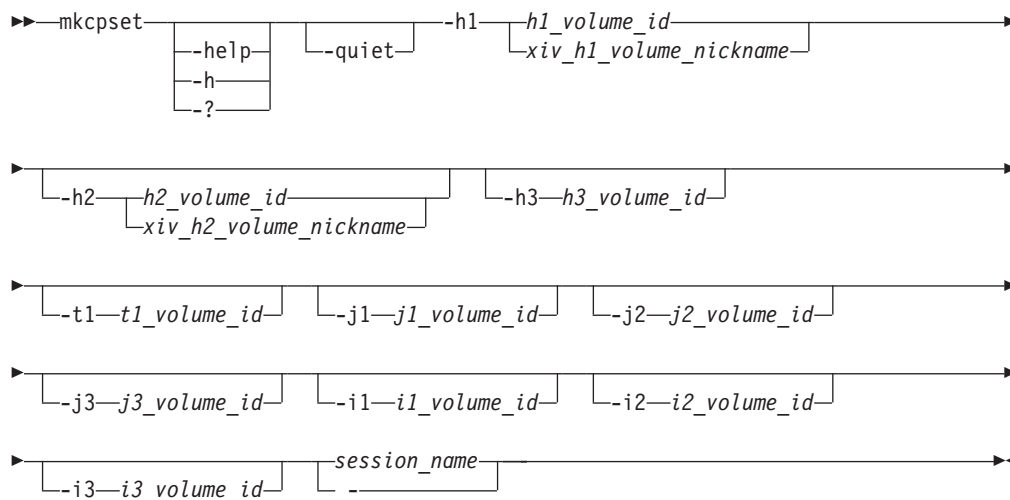 mkcpset -h1 h1_volume_id
-help -quiet xiv_h1_volume_nickname
-h
-?
-h2 h2_volume_id -h3 h3_volume_id
xiv_h2_volume_nickname
-t1 t1_volume_id -j1 j1_volume_id -j2 j2_volume_id
-j3 j3_volume_id -i1 i1_volume_id -i2 i2_volume_id
session_name
-i3 i3_volume_id -